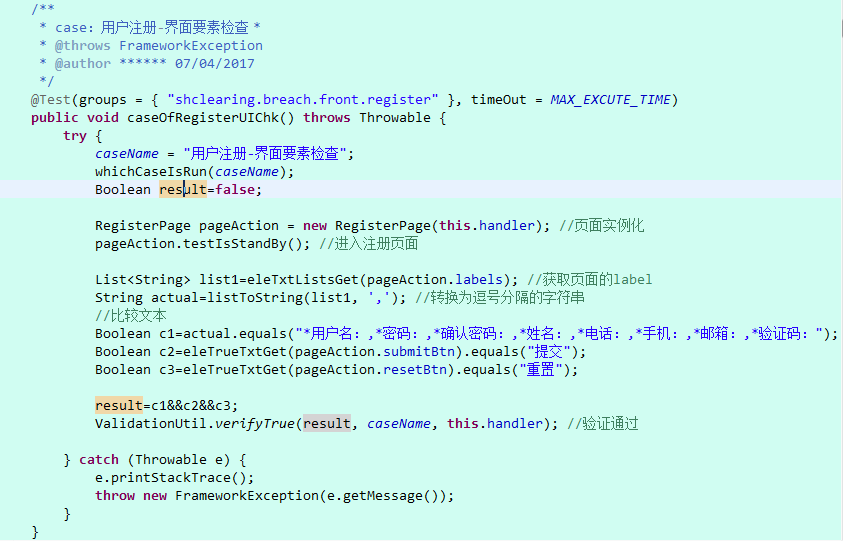 /**
 * case: 用户注册-界面要素检查 *
 * @throws FrameworkException
 * @author ****** 07/04/2017
 */
@Test(groups = { "shclearing.breach.front.register" }, timeOut = MAX_EXCUTE_TIME)
public void caseOfRegisterUIChk() throws Throwable {
    try {
        caseName = "用户注册-界面要素检查";
        whichCaseIsRun(caseName);
        Boolean result=false;

        RegisterPage pageAction = new RegisterPage(this.handler); //页面实例化
        pageAction.testIsStandBy(); //进入注册页面

        List<String> list1=eleTxtListsGet(pageAction.labels); //获取页面的label
        String actual=listToString(list1, ','); //转换为逗号分隔的字符串
        //比较文本
        Boolean c1=actual.equals("*用户名：,*密码：,*确认密码：,*姓名：,*电话：,*手机：,*邮箱：,*验证码：");
        Boolean c2=eleTrueTxtGet(pageAction.submitBtn).equals("提交");
        Boolean c3=eleTrueTxtGet(pageAction.resetBtn).equals("重置");

        result=c1&&c2&&c3;
        ValidationUtil.verifyTrue(result, caseName, this.handler); //验证通过

    } catch (Throwable e) {
        e.printStackTrace();
        throw new FrameworkException(e.getMessage());
    }
}